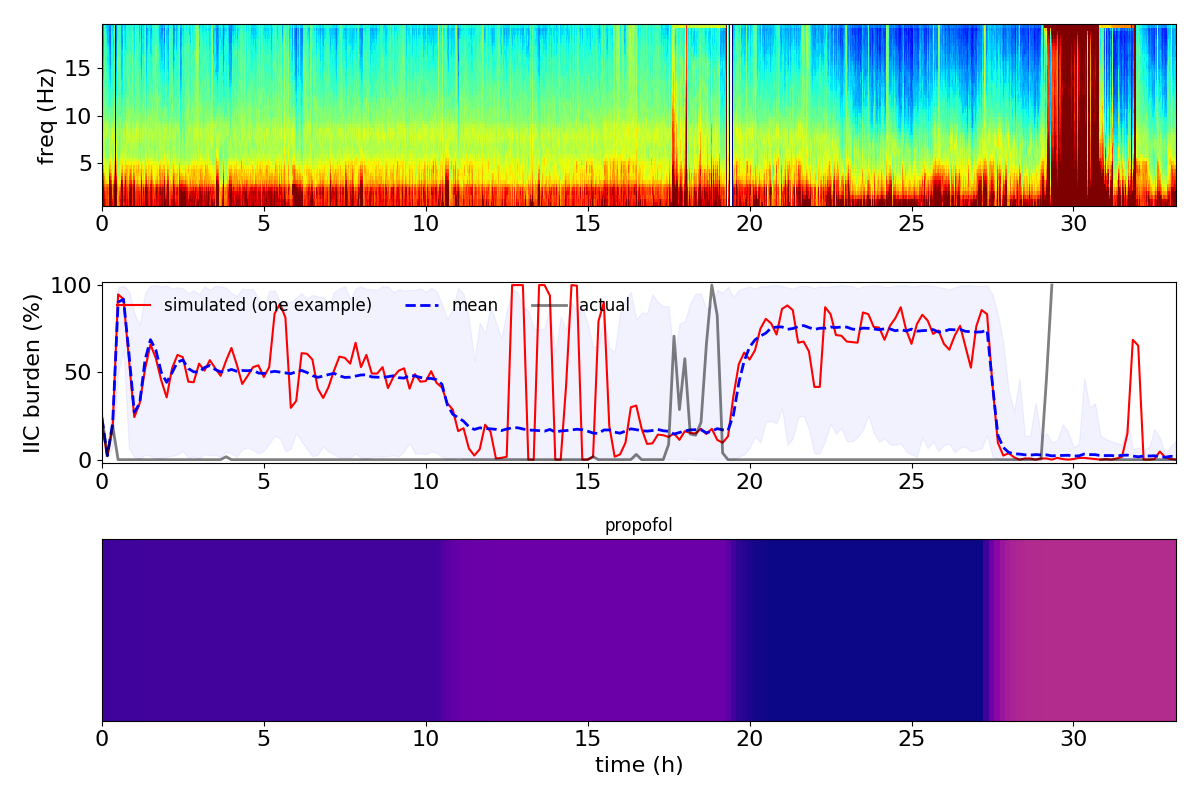 freq (Hz)
15
10
5
0 5 10 15 20 25 30
IIC burden (%)
100
50
0
simulated (one example) mean actual
0 5 10 15 20 25 30
propofol
0 5 10 15 20 25 30
time (h)